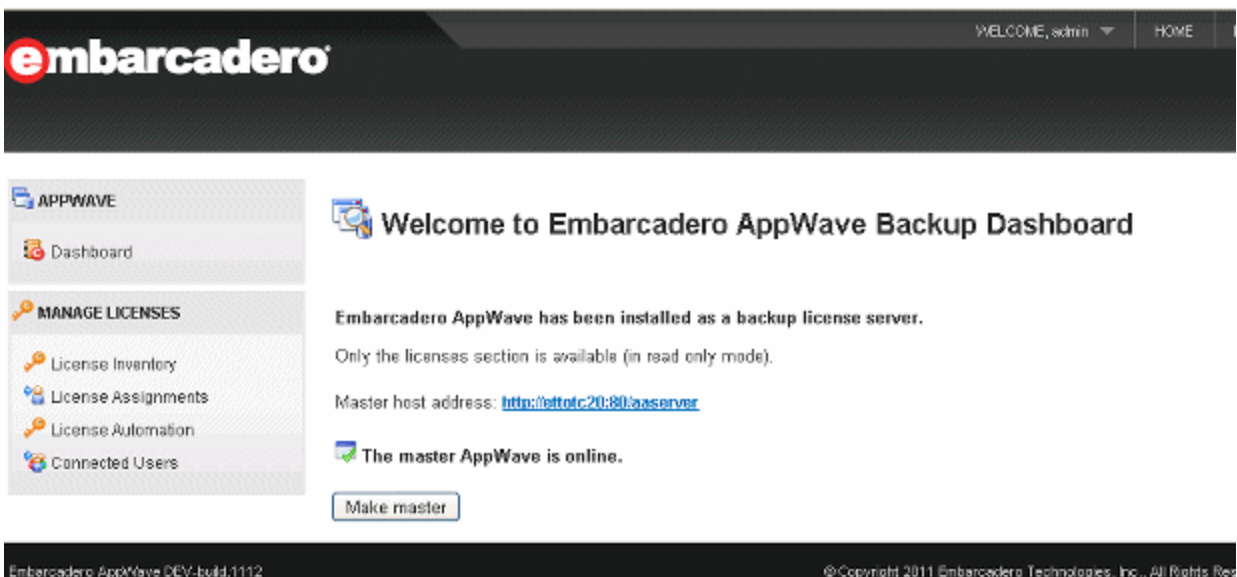 embarcadero
WELCOME, admin HOME
APPWAVE
Dashboard
MANAGE LICENSES
License Inventory
License Assignments
License Automation
Connected Users
Welcome to Embarcadero AppWave Backup Dashboard
Embarcadero AppWave has been installed as a backup license server.
Only the licenses section is available (in read only mode).
Master host address: http://ettotc20:80/aaserver
The master AppWave is online.
Make master
Embarcadero AppWave DEV-build.1112
© Copyright 2011 Embarcadero Technologies, Inc.. All Rights Res